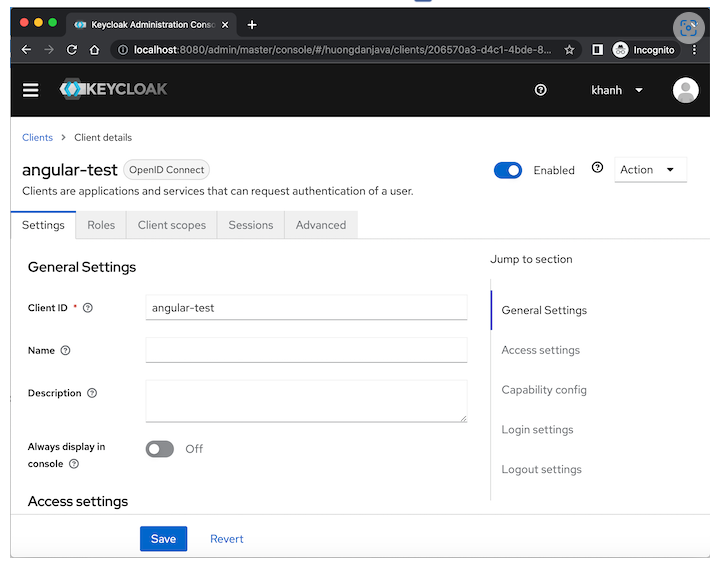 Keycloak Administration Conso
localhost:8080/admin/master/console/#/huongdanjava/clients/206570a3-d4c1-4bde-8...
Incognito
KEYCLOAK
khanh
Clients > Client details
angular-test OpenID Connect
Enabled
Action
Clients are applications and services that can request authentication of a user.
Settings Roles Client scopes Sessions Advanced
General Settings
Client ID * angular-test
Name
Description
Always display in
console
Off
Access settings
Jump to section
General Settings
Access settings
Capability config
Login settings
Logout settings
Save Revert